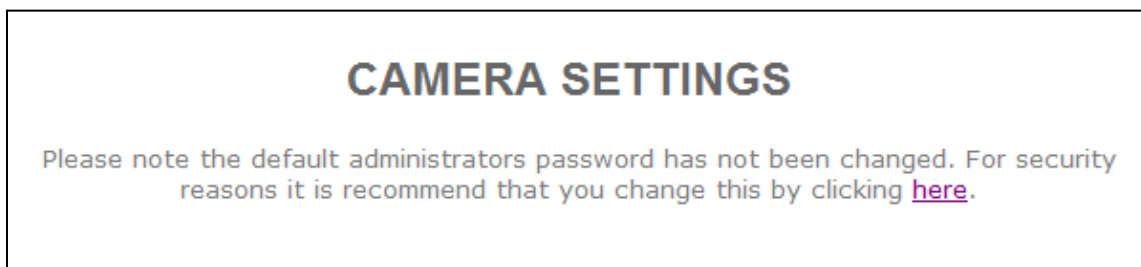 CAMERA SETTINGS
Please note the default administrators password has not been changed. For security
reasons it is recommend that you change this by clicking here.